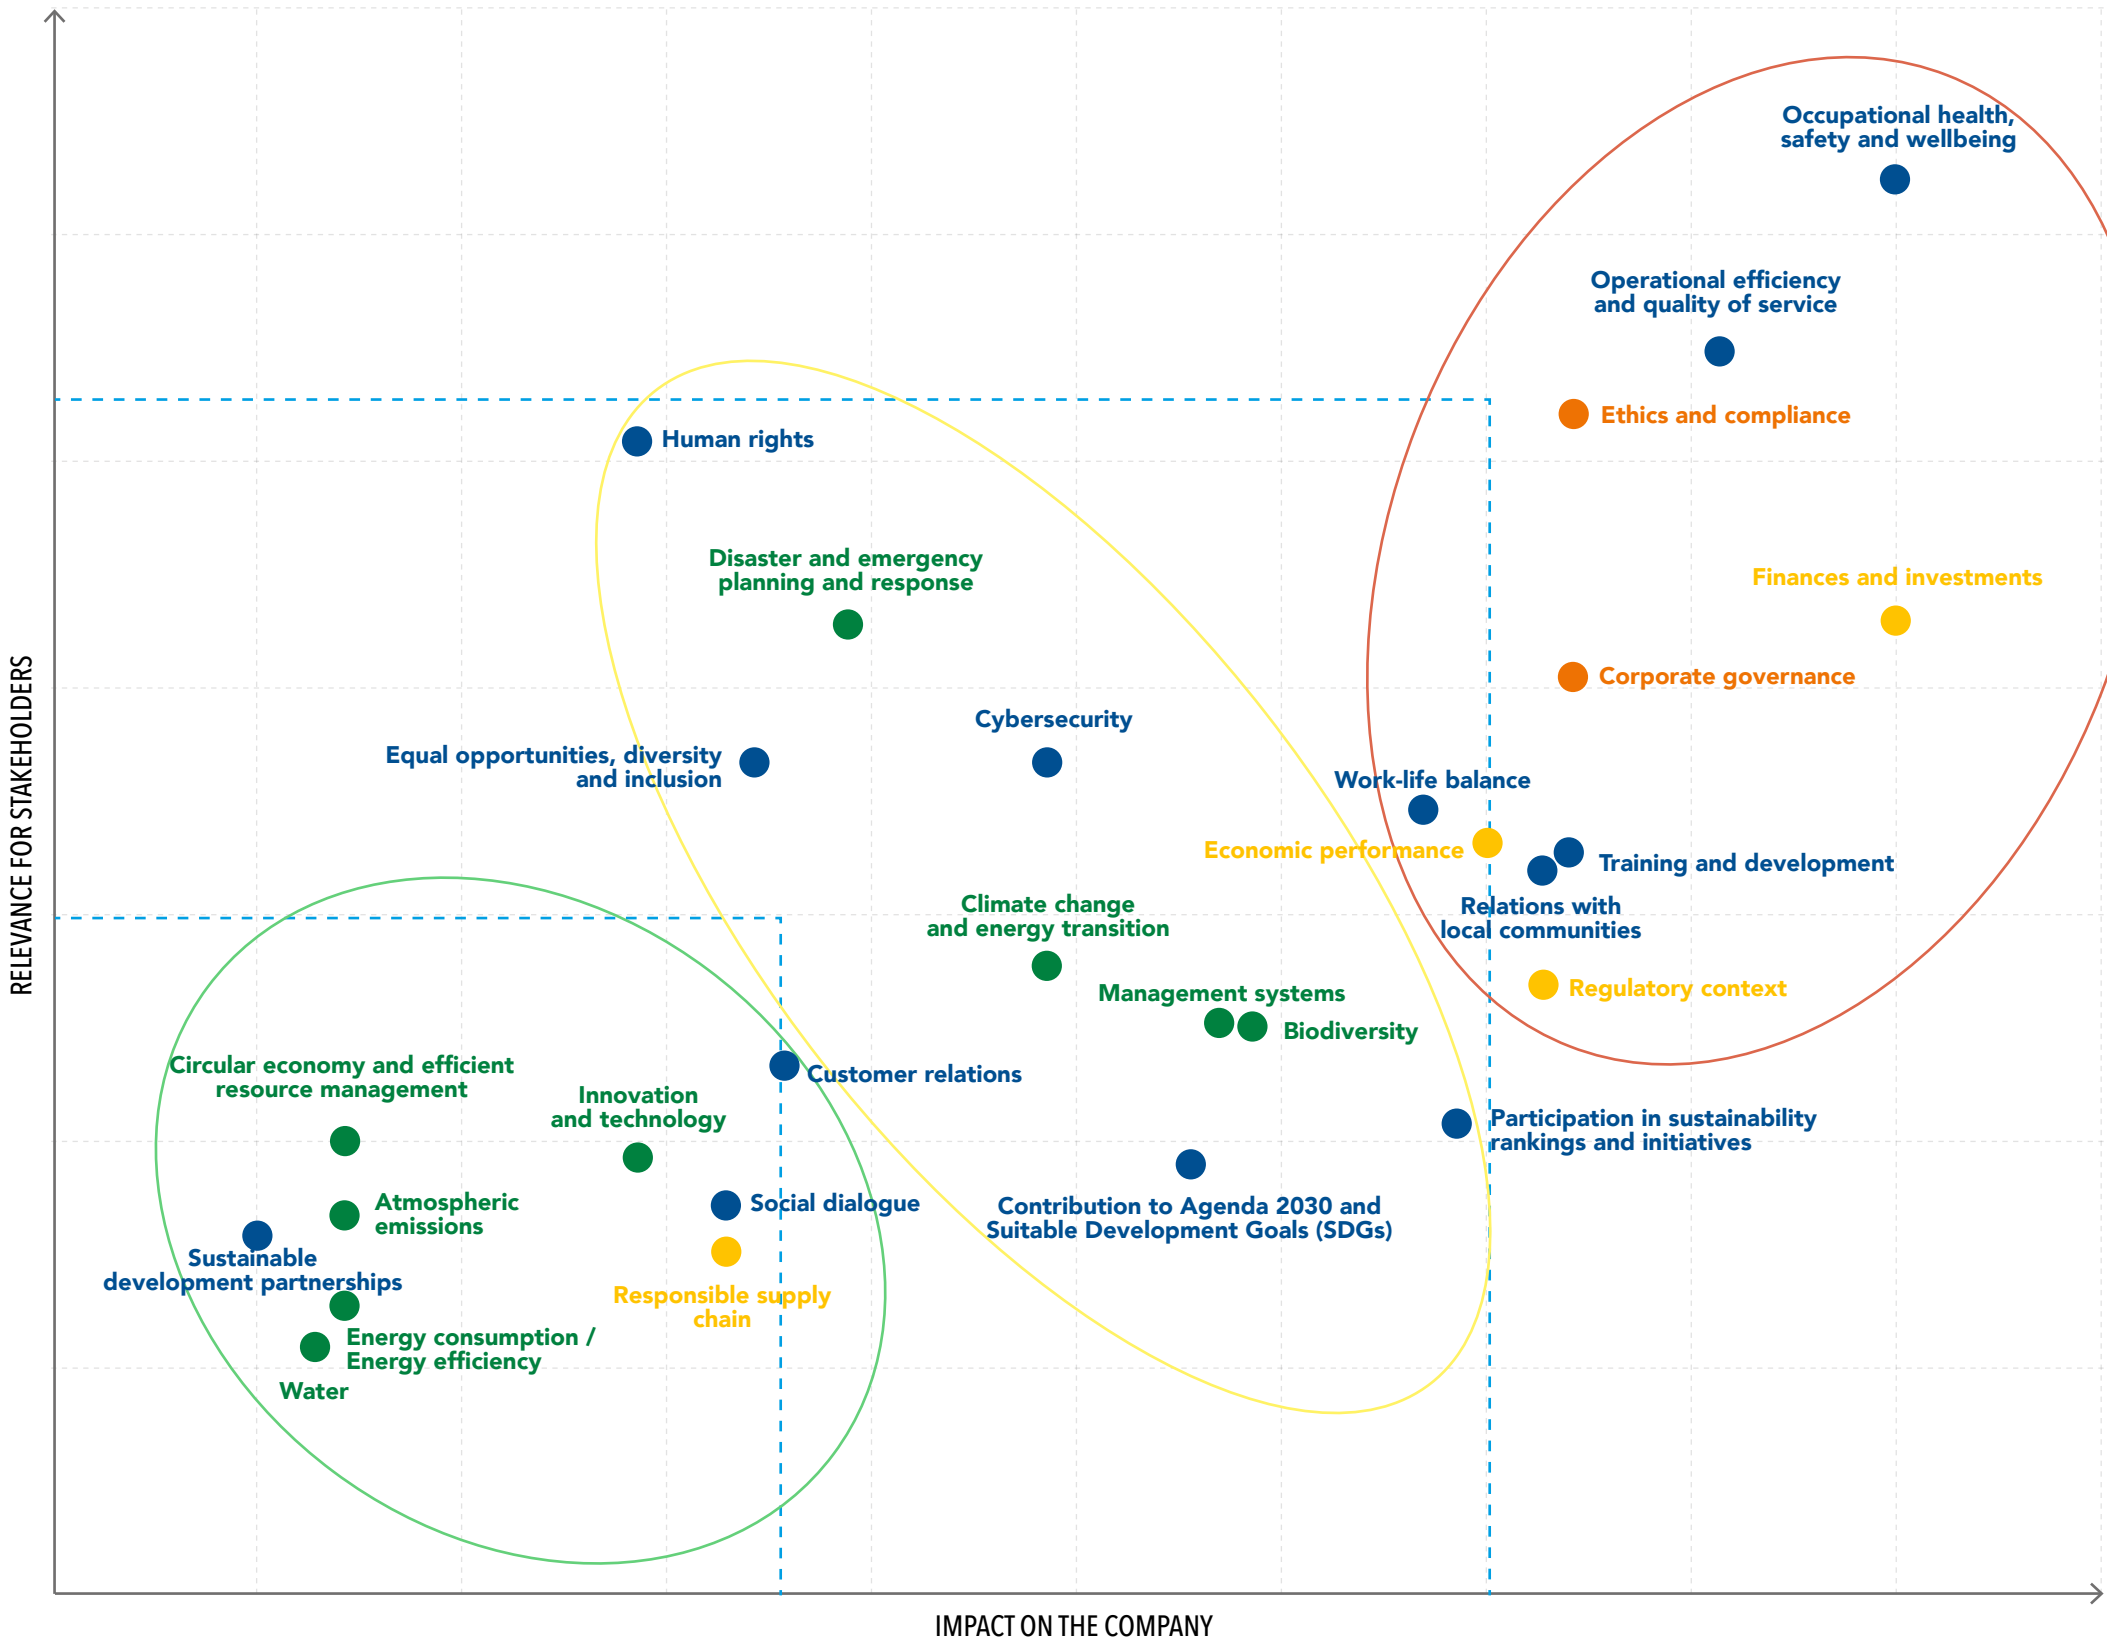 Occupational health,
safety and wellbeing
Operational efficiency
and quality of service
Ethics and compliance
Human rights
Disaster and emergency
planning and response
Finances and investments
Corporate governance
Cybersecurity
Equal opportunities, diversity
and inclusion
Work-life balance
Economic performance
Training and development
Relations with
local communities
Climate change
and energy transition
Management systems
Regulatory context
Biodiversity
Circular economy and efficient
resource management
Customer relations
Innovation
and technology
Participation in sustainability
rankings and initiatives
Atmospheric
emissions
Social dialogue
Contribution to Agenda 2030 and
Suitable Development Goals (SDGs)
Sustainable
development partnerships
Responsible supply
chain
Energy consumption /
Energy efficiency
Water
RELEVANCE FOR STAKEHOLDERS
IMPACT ON THE COMPANY